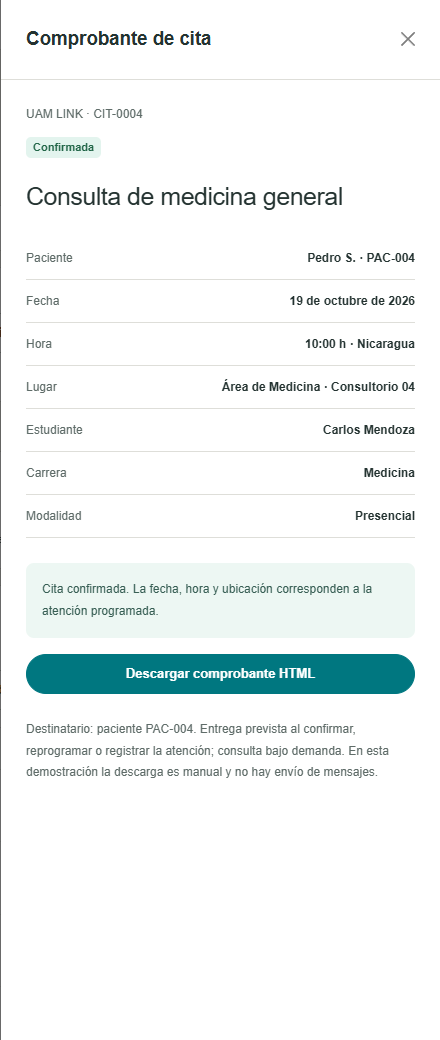 Comprobante de cita
UAM LINK · CIT-0004
Confirmada
Consulta de medicina general
Paciente Pedro S. · PAC-004
Fecha 19 de octubre de 2026
Hora 10:00 h · Nicaragua
Lugar Área de Medicina · Consultorio 04
Estudiante Carlos Mendoza
Carrera Medicina
Modalidad Presencial
Cita confirmada. La fecha, hora y ubicación corresponden a la
atención programada.
Descargar comprobante HTML
Destinatario: paciente PAC-004. Entrega prevista al confirmar,
reprogramar o registrar la atención; consulta bajo demanda. En esta
demostración la descarga es manual y no hay envío de mensajes.